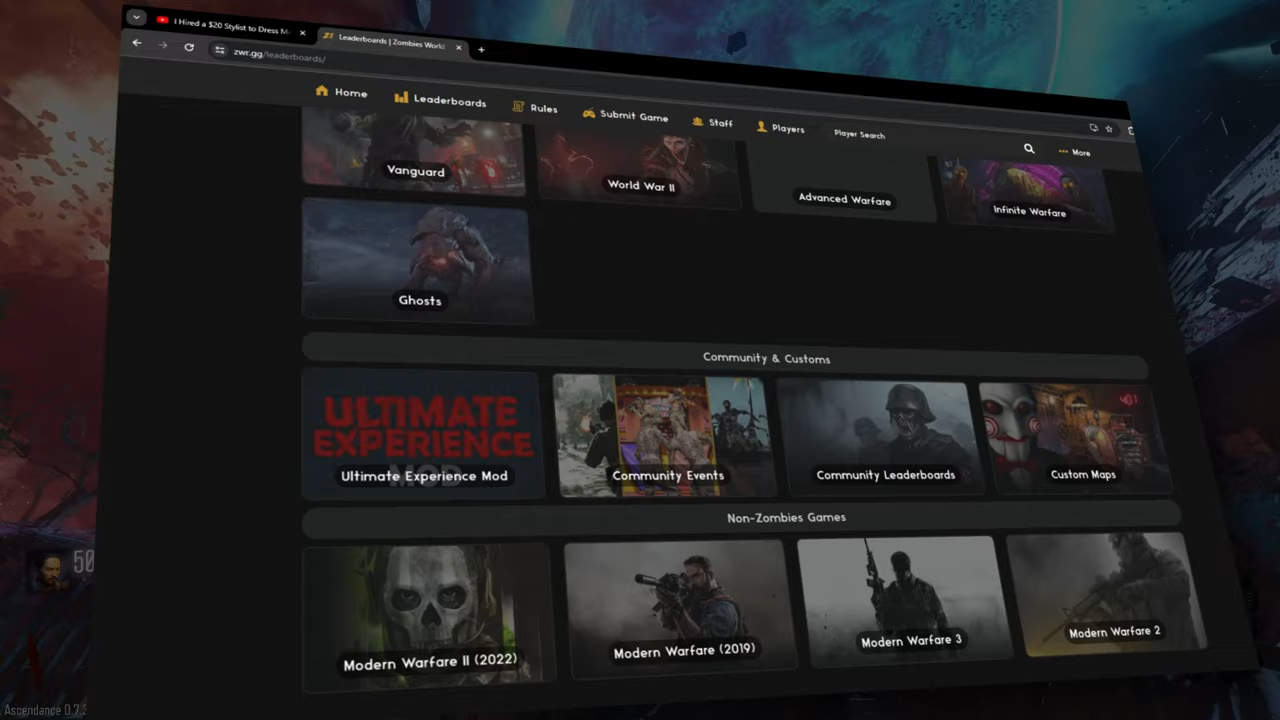 I Hired a $20 Stylist to Dress M
Leaderboards | Zombies World
zwr.gg/leaderboards/
Home
Leaderboards
Rules
Submit Game
Staff
Players
Player Search
More
Vanguard
World War II
Advanced Warfare
Infinite Warfare
Ghosts
Community & Customs
ULTIMATE
EXPERIENCE
MOD
Ultimate Experience Mod
Community Events
Community Leaderboards
401
Custom Maps
Non-Zombies Games
50
Modern Warfare II (2022)
Modern Warfare (2019)
Modern Warfare 3
Modern Warfare 2
Ascendance 0.7.